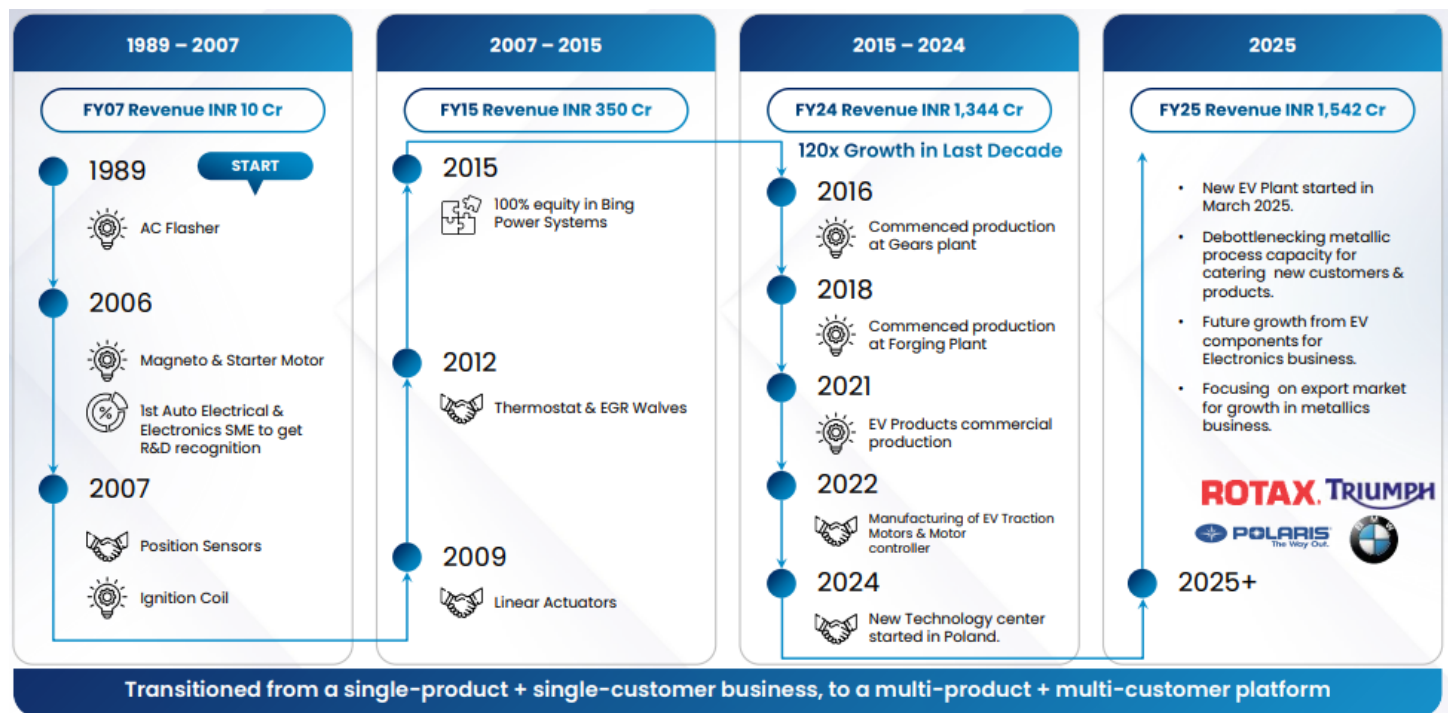 1989 – 2007
FY07 Revenue INR 10 Cr
1989
START
AC Flasher
2006
Magneto & Starter Motor
%
1st Auto Electrical &
Electronics SME to get
R&D recognition
2007
Position Sensors
Ignition Coil
2007 – 2015
FY15 Revenue INR 350 Cr
2015
100% equity in Bing
Power Systems
2012
Thermostat & EGR Walves
2009
Linear Actuators
2015 – 2024
FY24 Revenue INR 1,344 Cr
120x Growth in Last Decade
2016
Commenced production
at Gears plant
2018
Commenced production
at Forging Plant
2021
EV Products commercial
production
2022
Manufacturing of EV Traction
Motors & Motor
controller
2024
New Technology center
started in Poland.
2025
FY25 Revenue INR 1,542 Cr
• New EV Plant started in
March 2025.
• Debottlenecking metallic
process capacity for
catering new customers &
products.
• Future growth from EV
components for
Electronics business.
• Focusing on export market
for growth in metallics
business.
ROTAX. TRIUMPH
POLARIS
The Way Out.
BMW
2025+
Transitioned from a single-product + single-customer business, to a multi-product + multi-customer platform